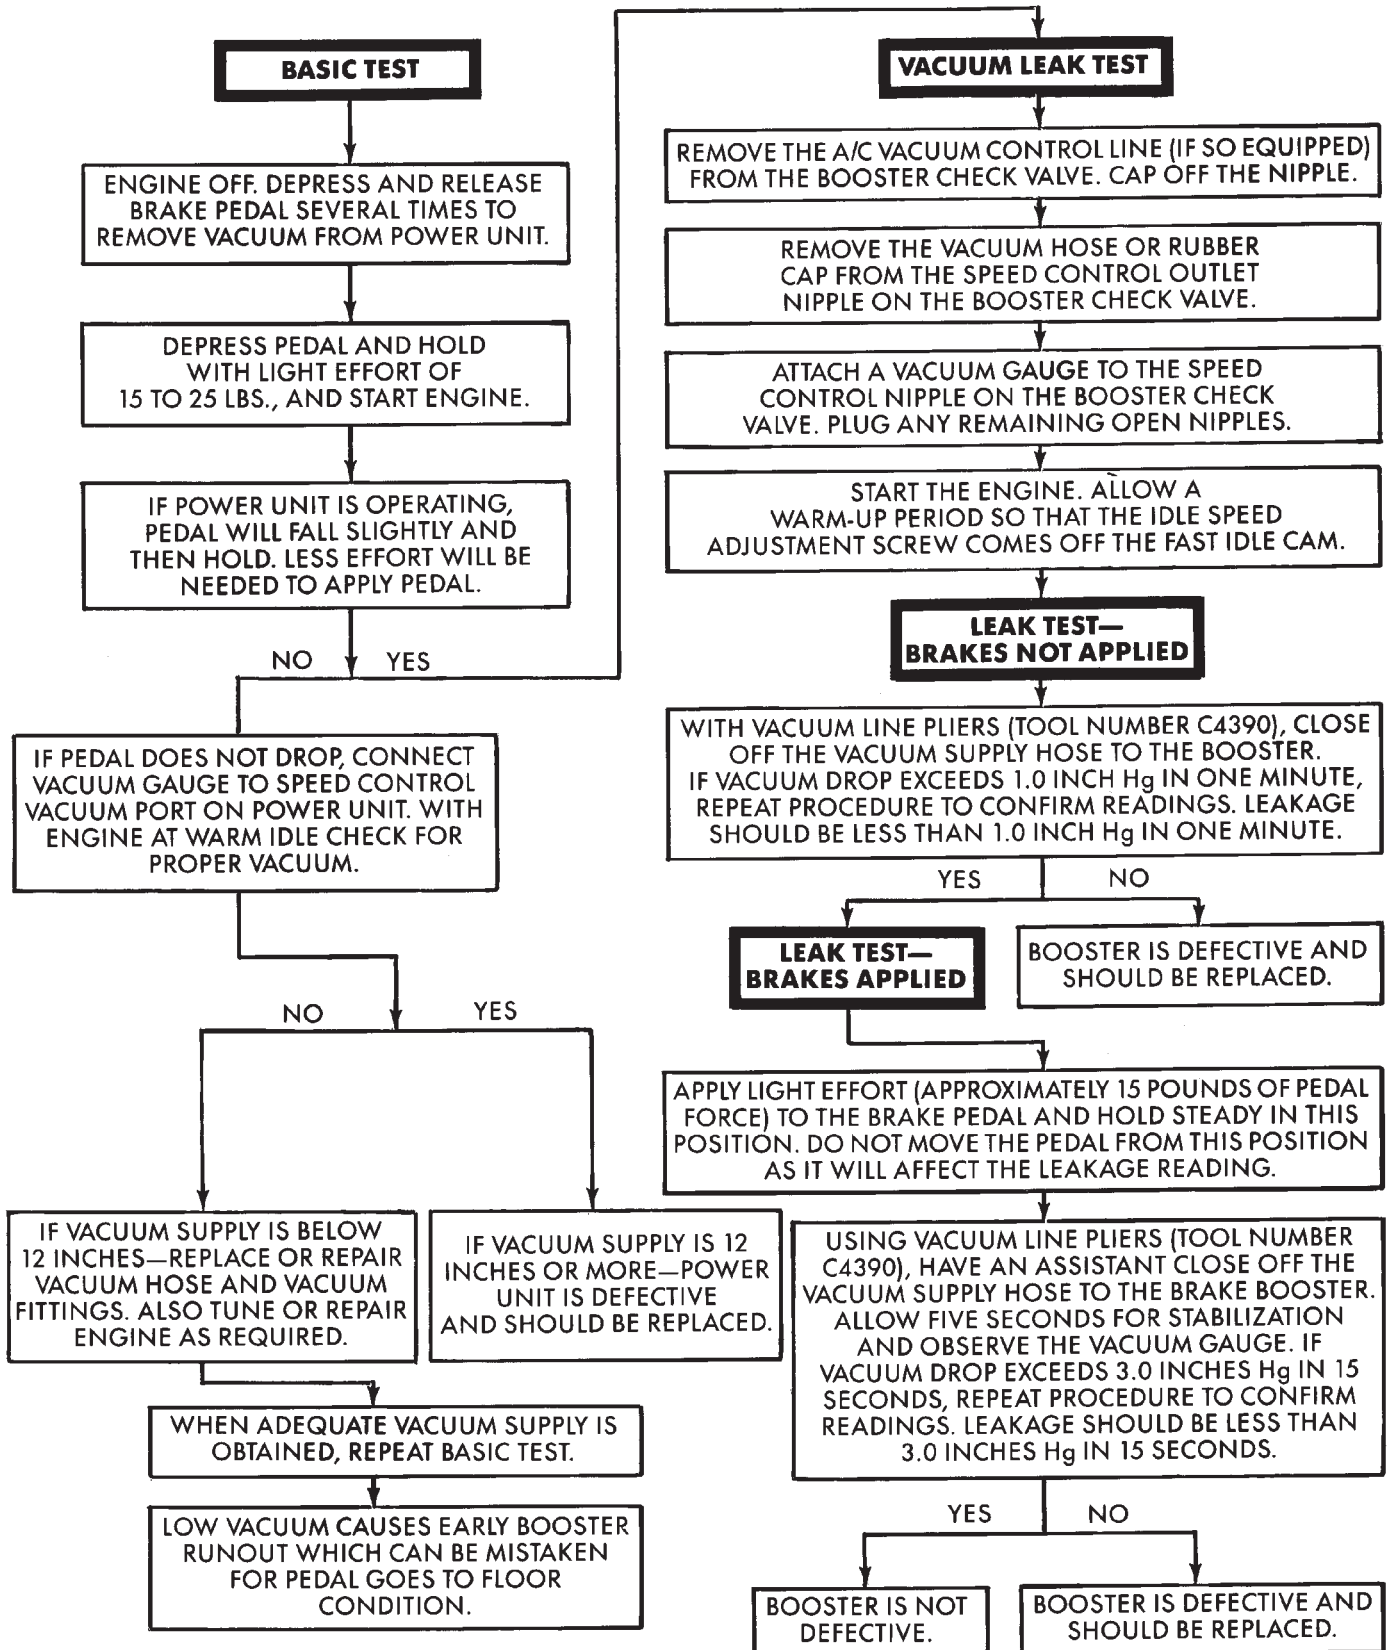 BASIC TEST
ENGINE OFF. DEPRESS AND RELEASE
BRAKE PEDAL SEVERAL TIMES TO
REMOVE VACUUM FROM POWER UNIT.
DEPRESS PEDAL AND HOLD
WITH LIGHT EFFORT OF
15 TO 25 LBS., AND START ENGINE.
IF POWER UNIT IS OPERATING,
PEDAL WILL FALL SLIGHTLY AND
THEN HOLD. LESS EFFORT WILL BE
NEEDED TO APPLY PEDAL.
NO YES
IF PEDAL DOES NOT DROP, CONNECT
VACUUM GAUGE TO SPEED CONTROL
VACUUM PORT ON POWER UNIT. WITH
ENGINE AT WARM IDLE CHECK FOR
PROPER VACUUM.
NO YES
IF VACUUM SUPPLY IS BELOW
12 INCHES—REPLACE OR REPAIR
VACUUM HOSE AND VACUUM
FITTINGS. ALSO TUNE OR REPAIR
ENGINE AS REQUIRED.
IF VACUUM SUPPLY IS 12
INCHES OR MORE—POWER
UNIT IS DEFECTIVE
AND SHOULD BE REPLACED.
WHEN ADEQUATE VACUUM SUPPLY IS
OBTAINED, REPEAT BASIC TEST.
LOW VACUUM CAUSES EARLY BOOSTER
RUNOUT WHICH CAN BE MISTAKEN
FOR PEDAL GOES TO FLOOR
CONDITION.
VACUUM LEAK TEST
REMOVE THE A/C VACUUM CONTROL LINE (IF SO EQUIPPED)
FROM THE BOOSTER CHECK VALVE. CAP OFF THE NIPPLE.
REMOVE THE VACUUM HOSE OR RUBBER
CAP FROM THE SPEED CONTROL OUTLET
NIPPLE ON THE BOOSTER CHECK VALVE.
ATTACH A VACUUM GAUGE TO THE SPEED
CONTROL NIPPLE ON THE BOOSTER CHECK
VALVE. PLUG ANY REMAINING OPEN NIPPLES.
START THE ENGINE. ALLOW A
WARM-UP PERIOD SO THAT THE IDLE SPEED
ADJUSTMENT SCREW COMES OFF THE FAST IDLE CAM.
LEAK TEST—
BRAKES NOT APPLIED
WITH VACUUM LINE PLIERS (TOOL NUMBER C4390), CLOSE
OFF THE VACUUM SUPPLY HOSE TO THE BOOSTER.
IF VACUUM DROP EXCEEDS 1.0 INCH Hg IN ONE MINUTE,
REPEAT PROCEDURE TO CONFIRM READINGS. LEAKAGE
SHOULD BE LESS THAN 1.0 INCH Hg IN ONE MINUTE.
YES NO
LEAK TEST—
BRAKES APPLIED
BOOSTER IS DEFECTIVE AND
SHOULD BE REPLACED.
APPLY LIGHT EFFORT (APPROXIMATELY 15 POUNDS OF PEDAL
FORCE) TO THE BRAKE PEDAL AND HOLD STEADY IN THIS
POSITION. DO NOT MOVE THE PEDAL FROM THIS POSITION
AS IT WILL AFFECT THE LEAKAGE READING.
USING VACUUM LINE PLIERS (TOOL NUMBER
C4390), HAVE AN ASSISTANT CLOSE OFF THE
VACUUM SUPPLY HOSE TO THE BRAKE BOOSTER.
ALLOW FIVE SECONDS FOR STABILIZATION
AND OBSERVE THE VACUUM GAUGE. IF
VACUUM DROP EXCEEDS 3.0 INCHES Hg IN 15
SECONDS, REPEAT PROCEDURE TO CONFIRM
READINGS. LEAKAGE SHOULD BE LESS THAN
3.0 INCHES Hg IN 15 SECONDS.
YES NO
BOOSTER IS NOT
DEFECTIVE.
BOOSTER IS DEFECTIVE AND
SHOULD BE REPLACED.